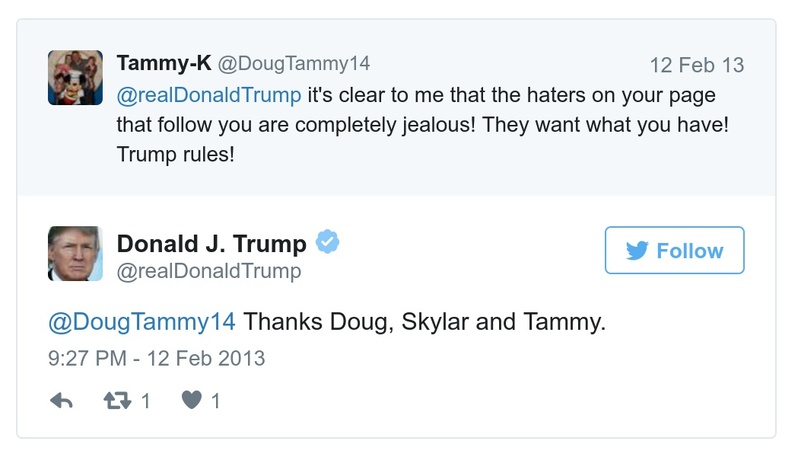 Tammy-K @DougTammy14 12 Feb 13
@realDonaldTrump it's clear to me that the haters on your page
that follow you are completely jealous! They want what you have!
Trump rules!
Donald J. Trump
@realDonaldTrump
Follow
@DougTammy14 Thanks Doug, Skylar and Tammy.
9:27 PM - 12 Feb 2013
1 1